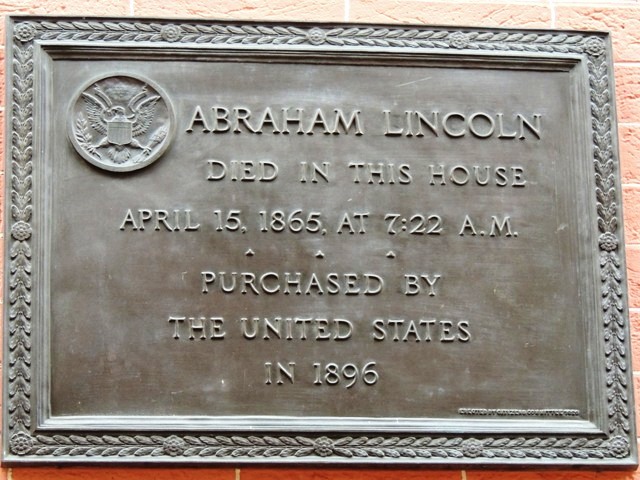 ABRAHAM LINCOLN
DIED IN THIS HOUSE
APRIL 15, 1865, AT 7:22 A.M.
PURCHASED BY
THE UNITED STATES
IN 1896